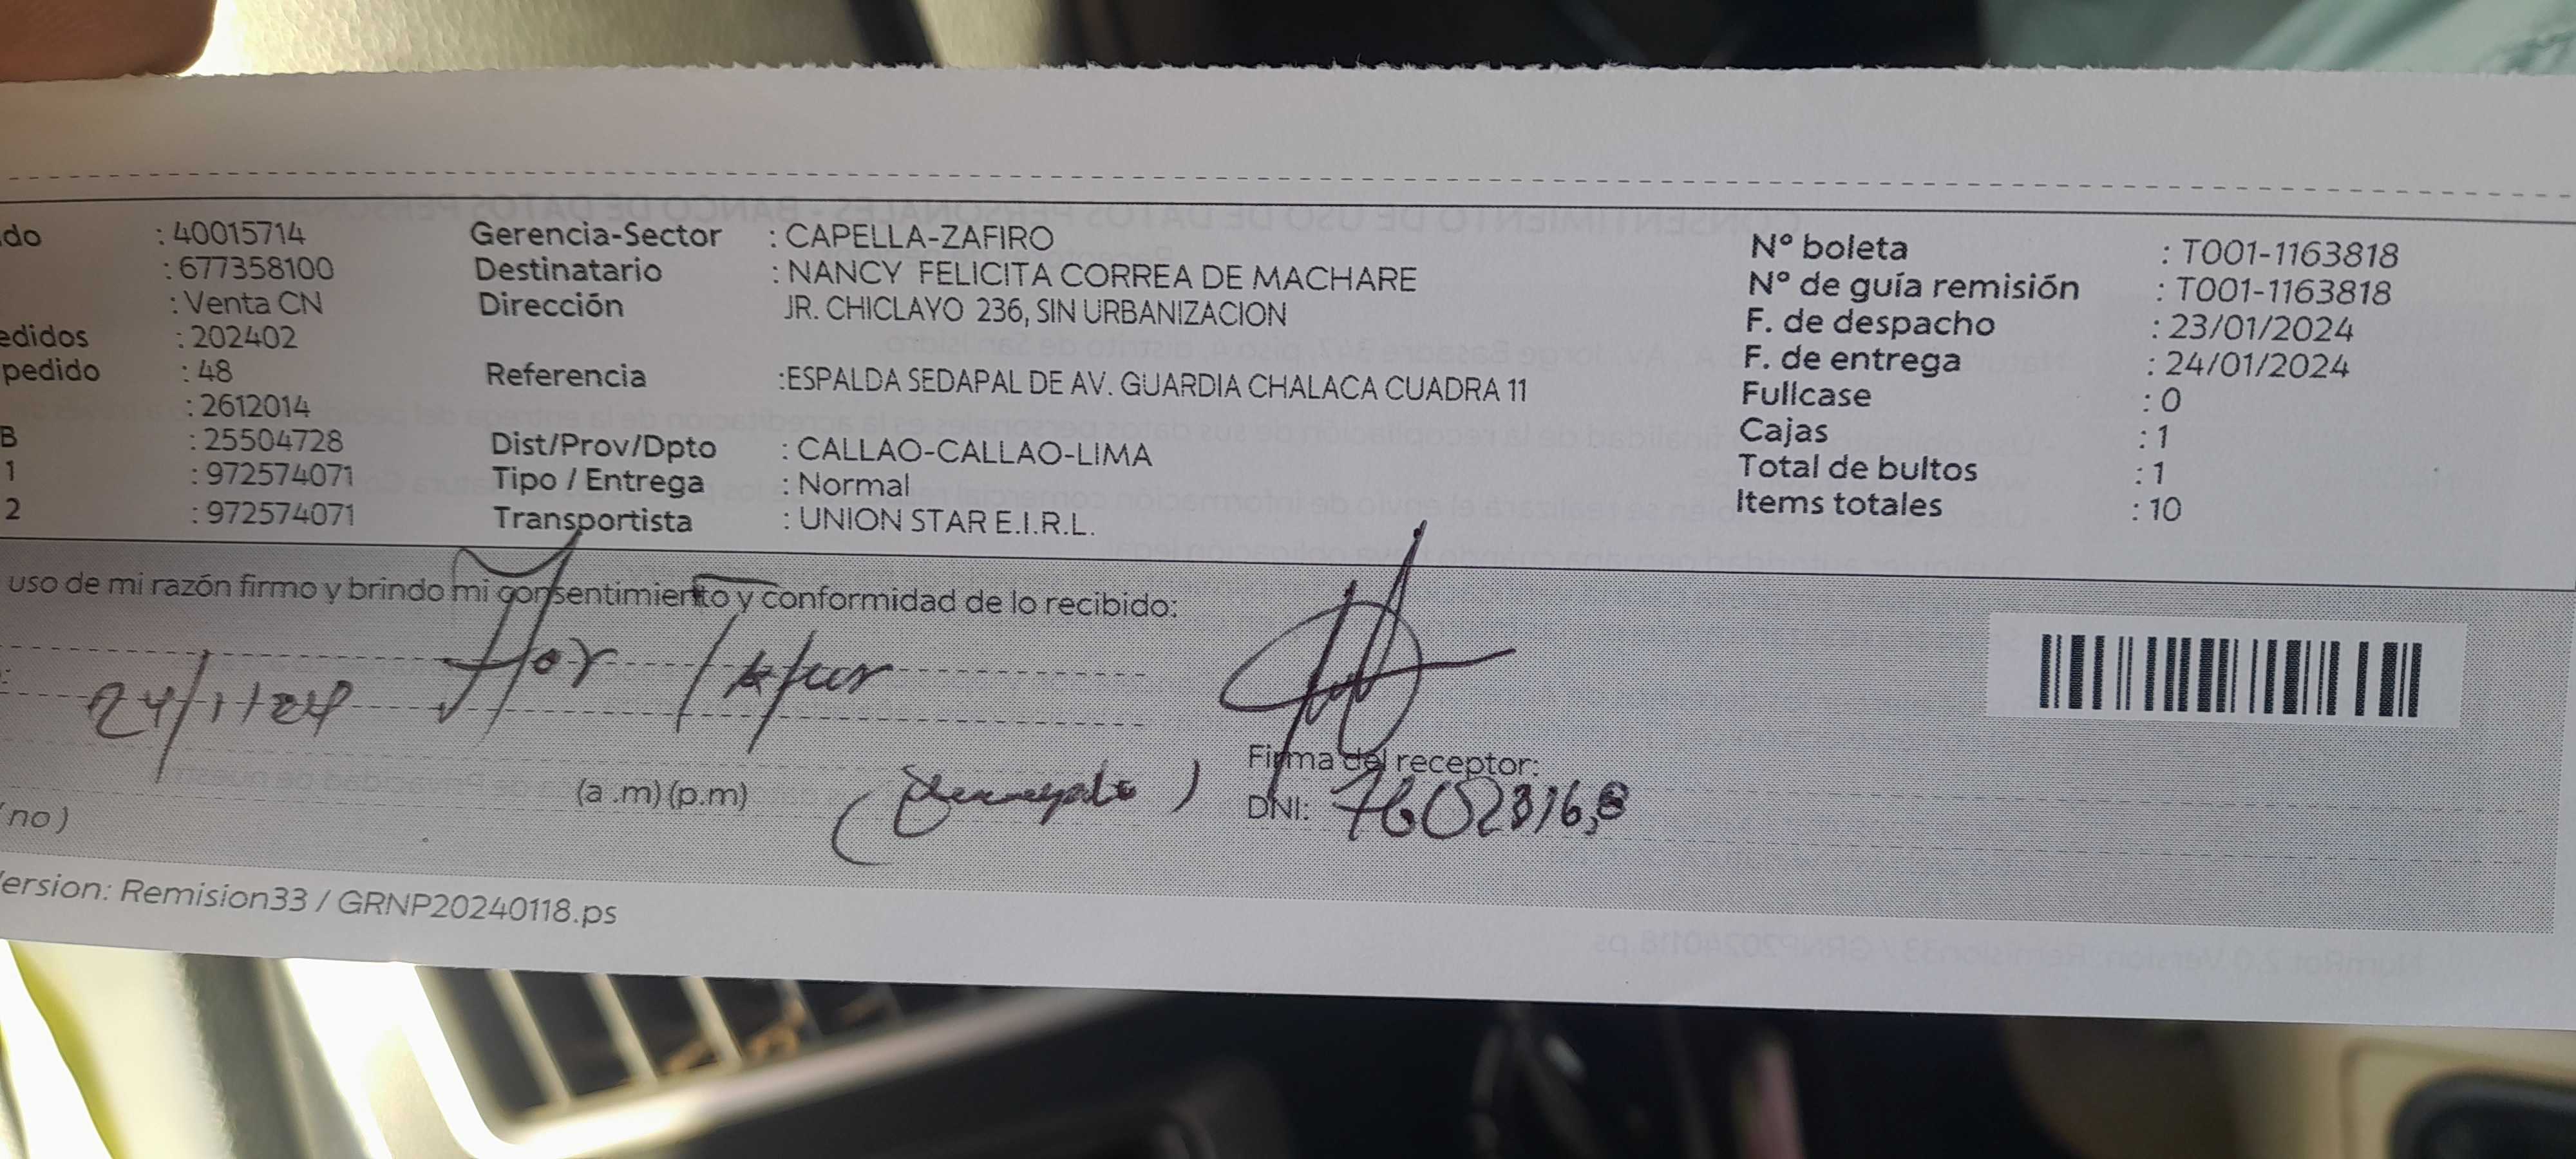 do : 40015714 Gerencia-Sector : CAPELLA-ZAFIRO Nº boleta : T001-1163818
: 677358100 Destinatario : NANCY FELICITA CORREA DE MACHARE Nº de guía remisión : T001-1163818
: Venta CN Dirección JR. CHICLAYO 236, SIN URBANIZACION F. de despacho : 23/01/2024
edidos : 202402 F. de entrega : 24/01/2024
pedido : 48 Referencia :ESPALDA SEDAPAL DE AV. GUARDIA CHALACA CUADRA 11 Fullcase : 0
: 2612014 Cajas : 1
B : 25504728 Dist/Prov/Dpto : CALLAO-CALLAO-LIMA Total de bultos : 1
1 : 972574071 Tipo / Entrega : Normal Items totales : 10
2 : 972574071 Transportista : UNION STAR E.I.R.L.
uso de mi razón firmo y brindo mi consentimiento y conformidad de lo recibido:
24/1/24
Firma del receptor:
(a .m) (p.m)
DNI:
no )
ersion: Remision33 / GRNP20240118.ps